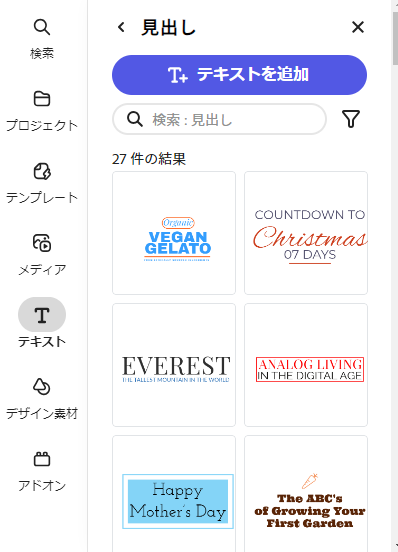 検索
プロジェクト
テンプレート
メディア
テキスト
デザイン素材
アドオン
見出し
テキストを追加
検索 : 見出し
27 件の結果
Organic
VEGAN
GELATO
COUNTDOWN TO
Christmas
07 DAYS
EVEREST
THE TALLEST MOUNTAIN IN THE WORLD
ANALOG LIVING
IN THE DIGITAL AGE
Happy
Mother's Day
The ABC's
of Growing Your
First Garden